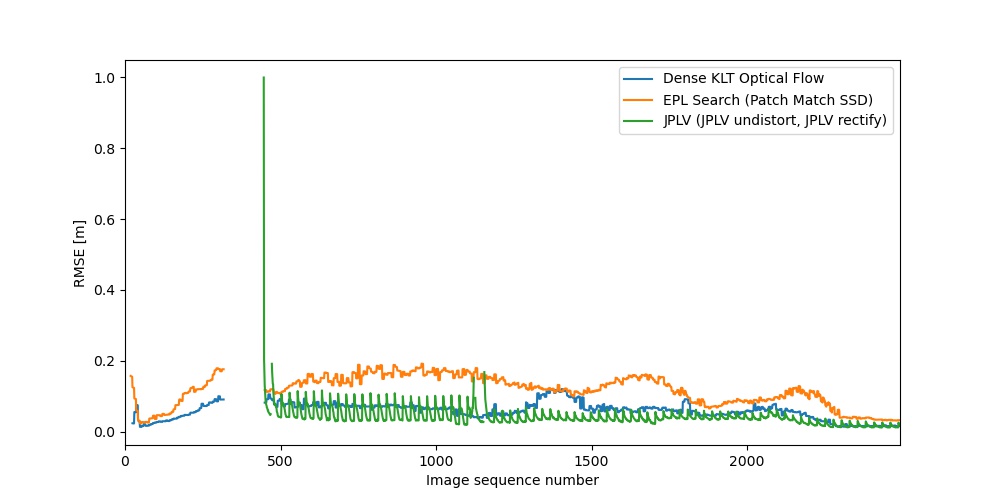 Dense KLT Optical Flow
EPL Search (Patch Match SSD)
JPLV (JPLV undistort, JPLV rectify)
1.0
0.8
0.6
0.4
0.2
0.0
RMSE [m]
0 500 1000 1500 2000
Image sequence number